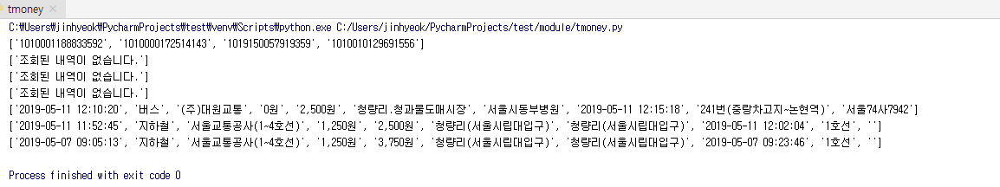 tmoney
C:\Users\jinhyeok\PycharmProjects\test\venv\Scripts\python.exe C:/Users/jinhyeok/PycharmProjects/test/module/tmoney.py
['1010001188833592', '1010000172514143', '1019150057919359', '1010010129691556']
['조회된 내역이 없습니다.']
['조회된 내역이 없습니다.']
['조회된 내역이 없습니다.']
['2019-05-11 12:10:20', '버스', '(주)대원교통', '0원', '2,500원', '청량리.청과물도매시장', '서울시동부병원', '2019-05-11 12:15:18', '241번(중랑차고지~논현역)', '서울74사7942']
['2019-05-11 11:52:45', '지하철', '서울교통공사(1-4호선)', '1,250원', '2,500원', '청량리(서울시립대입구)', '청량리(서울시립대입구)', '2019-05-11 12:02:04', '1호선', '']
['2019-05-07 09:05:13', '지하철', '서울교통공사(1-4호선)', '1,250원', '3,750원', '청량리(서울시립대입구)', '청량리(서울시립대입구)', '2019-05-07 09:23:46', '1호선', '']
Process finished with exit code 0